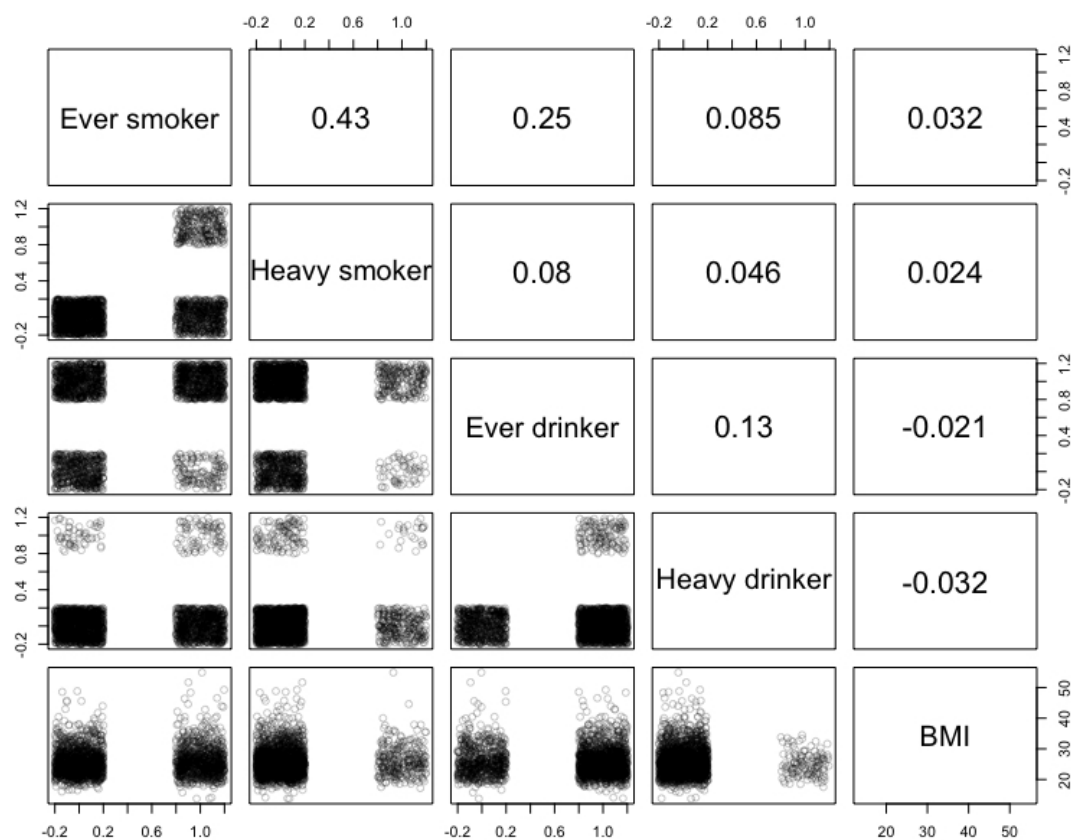 -0.2 0.2 0.6 1.0 -0.2 0.2 0.6 1.0
Ever smoker 0.43 0.25 0.085 0.032 -0.2 0.4 0.8 1.2
-0.2 0.4 0.8 1.2 Heavy smoker 0.08 0.046 0.024
Ever drinker 0.13 -0.021 -0.2 0.4 0.8 1.2
-0.2 0.4 0.8 1.2 Heavy drinker -0.032
BMI 20 30 40 50
-0.2 0.2 0.6 1.0 -0.2 0.2 0.6 1.0 20 30 40 50